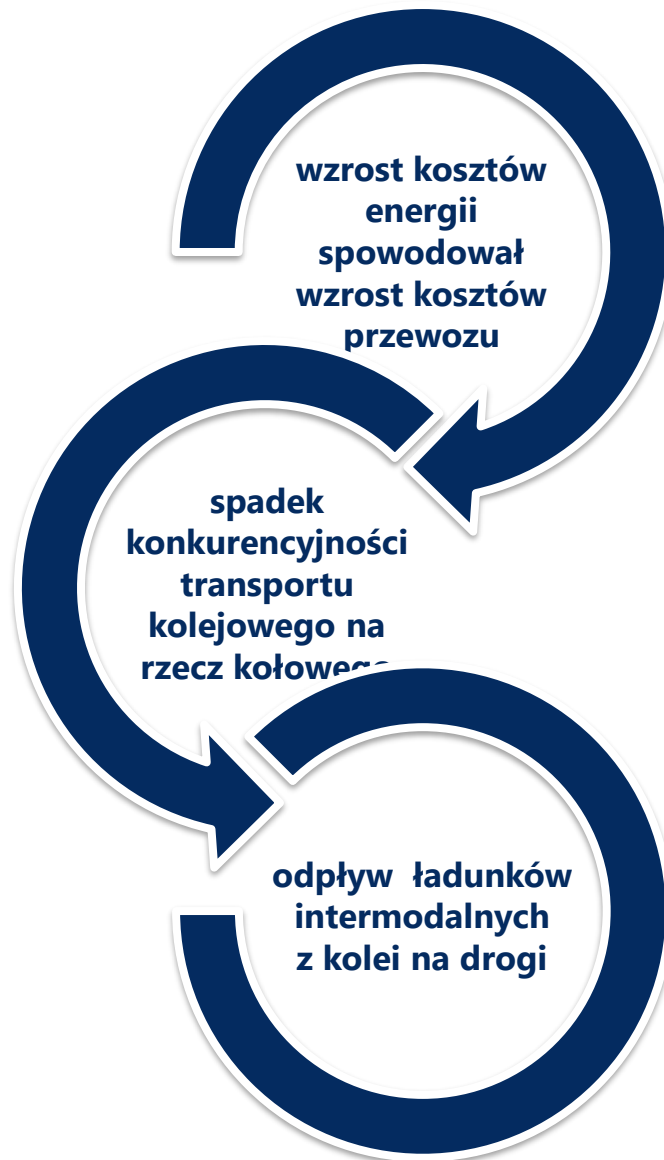 wzrost kosztów
energii
spowodował
wzrost kosztów
przewozu
spadek
konkurencyjności
transportu
kolejowego na
rzecz kołowego
odpływ ładunków
intermodalnych
z kolei na drogi